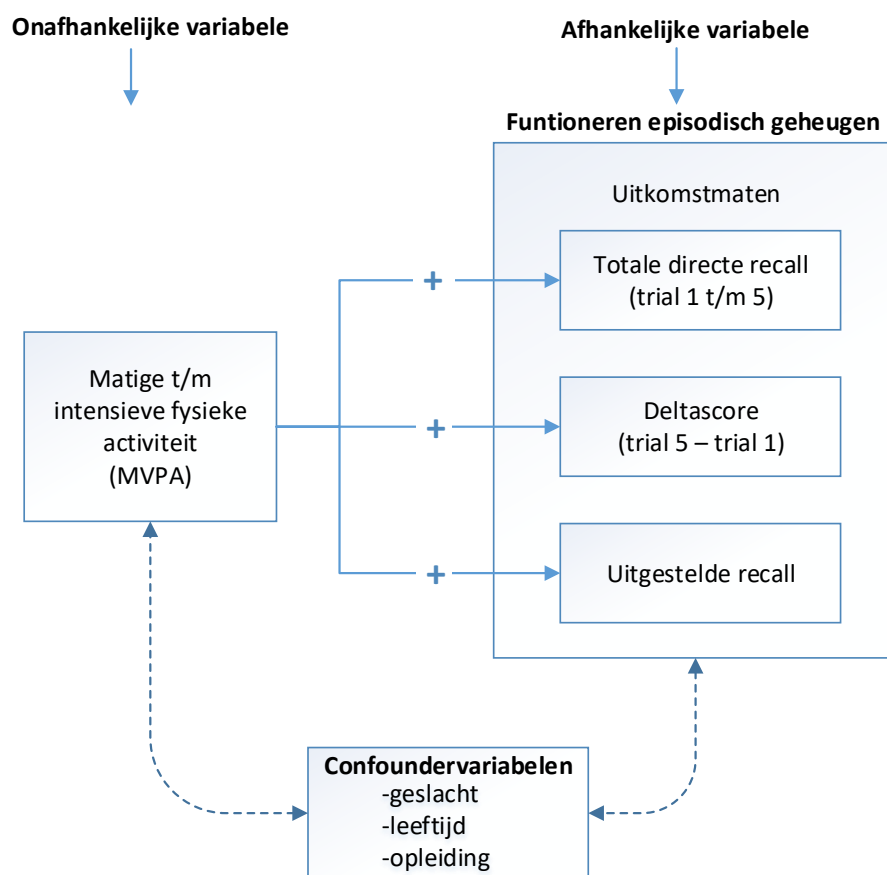 Onafhankelijke variabele
Afhankelijke variabele
Funtioneren episodisch geheugen
Uitkomstmaten
Totale directe recall
(trial 1 t/m 5)
+
Matige t/m
intensieve fysieke
activiteit
(MVPA)
+
Deltascore
(trial 5 – trial 1)
+
Uitgestelde recall
Confoundervariabelen
-geslacht
-leeftijd
-opleiding